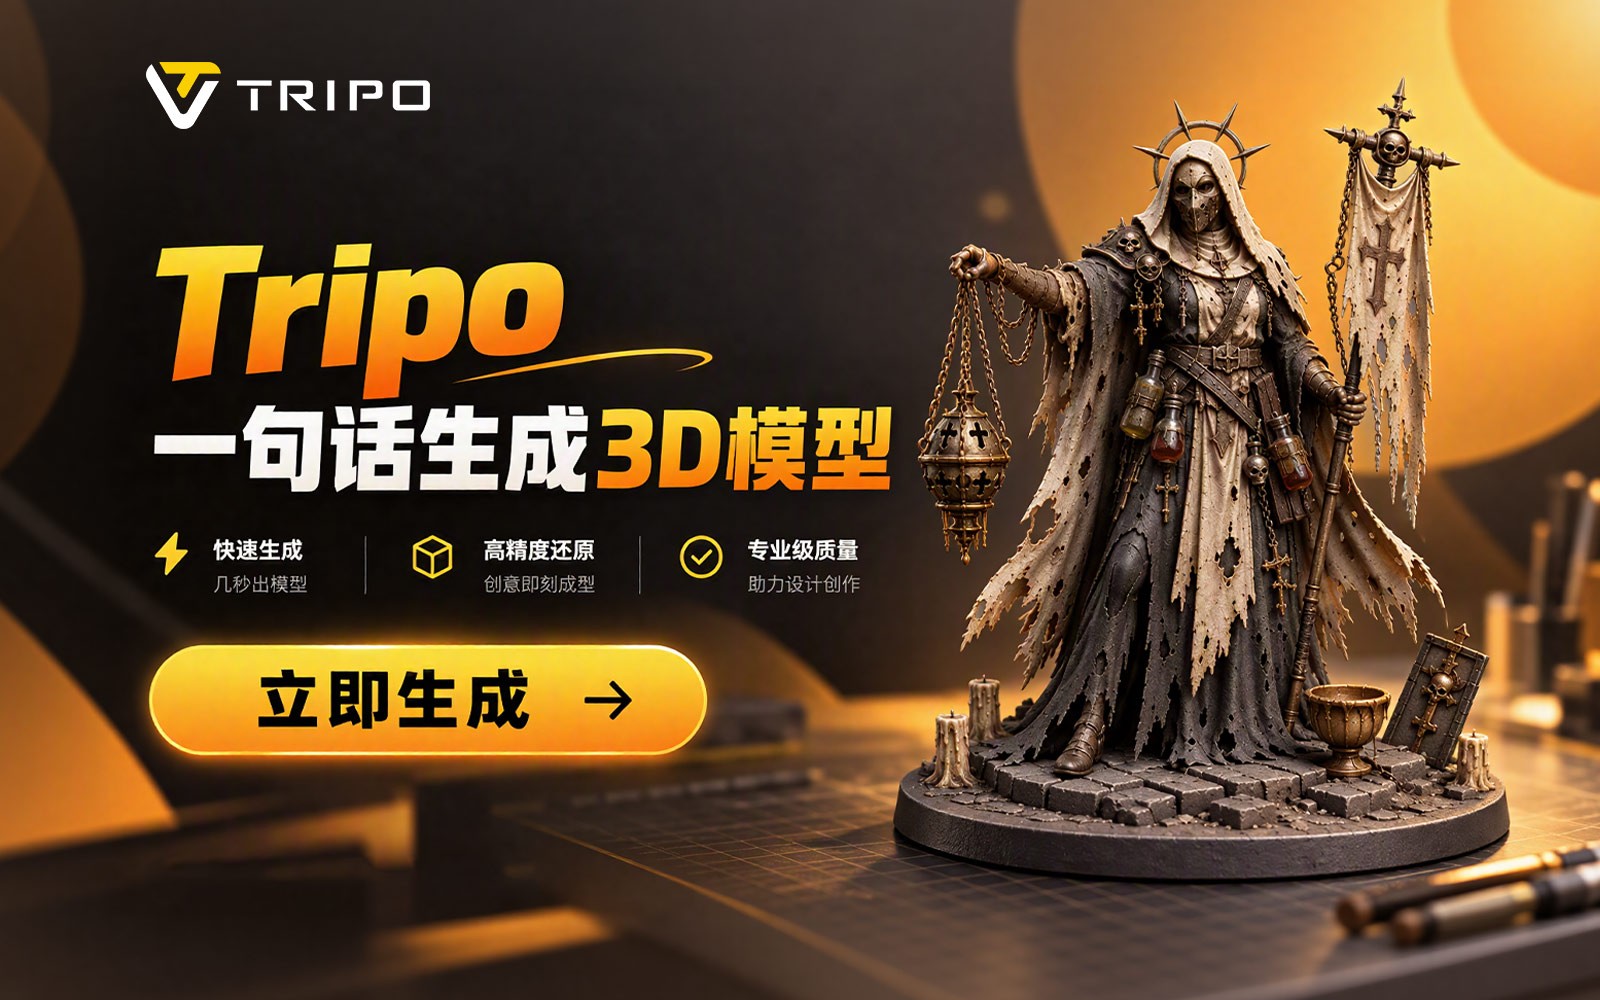 TRIPO
Tripo
一句话生成3D模型
快速生成
几秒出模型
高精度还原
创意即刻成型
专业级质量
助力设计创作
立即生成 →